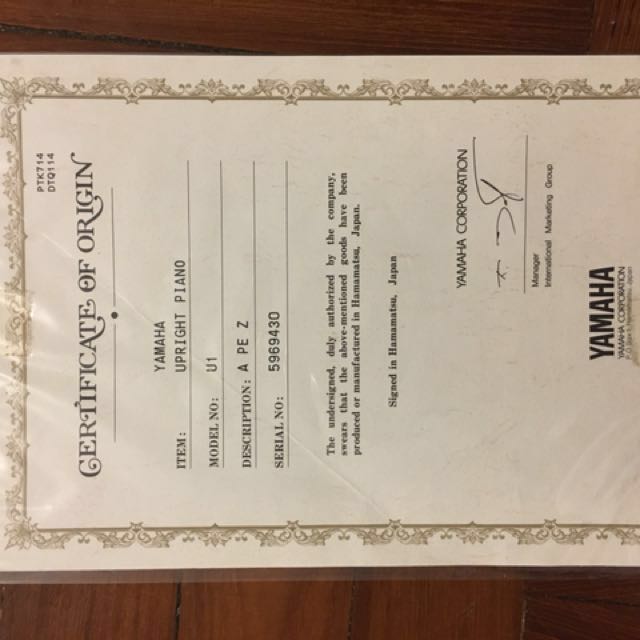 PTX714
DTQ114
CERTIFICATE OF ORIGIN
YAMAHA
ITEM: UPRIGHT PIANO
MODEL NO: U1
DESCRIPTION: A PE Z
SERIAL NO: 5969430
The undersigned, duly authorized by the company,
swears that the above-mentioned goods have been
produced or manufactured in Hamamatsu, Japan.
Signed in Hamamatsu, Japan
YAMAHA CORPORATION
Manager
International Marketing Group
YAMAHA
YAMAHA CORPORATION